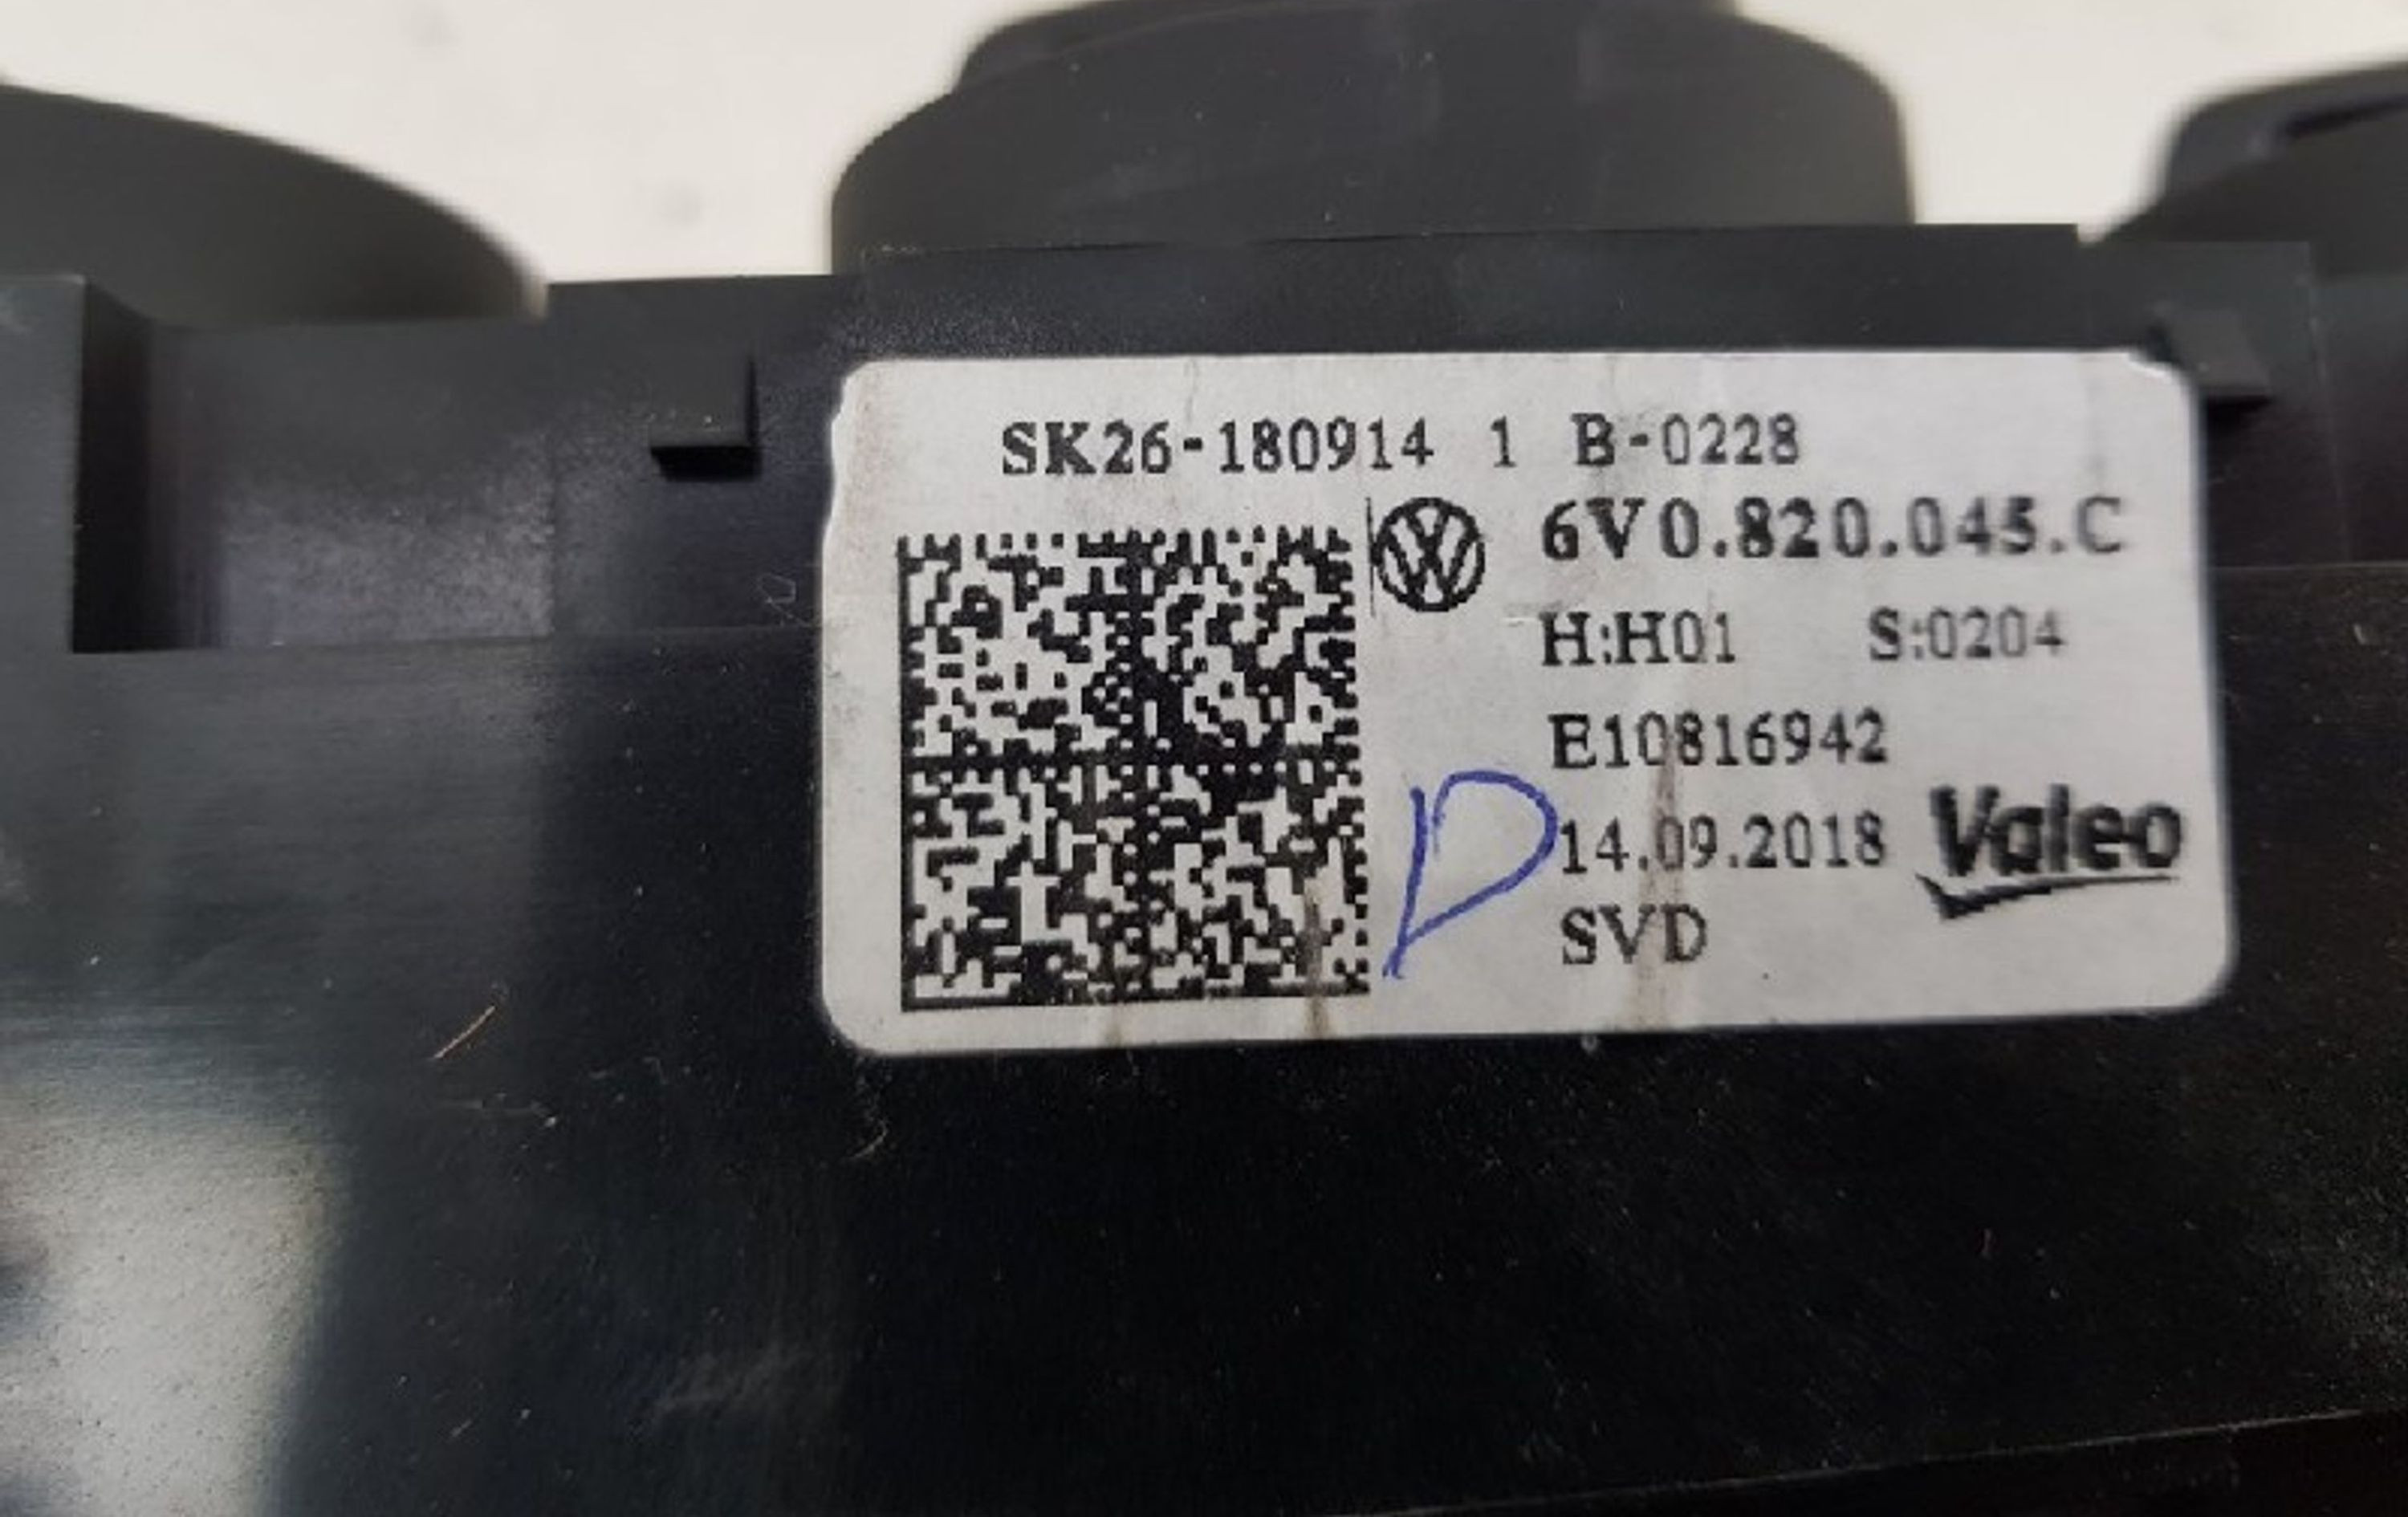 SK26-180914 1 B-0228
6V0.820.045.C
H:H01 S:0204
E10816942
D 14.09.2018 Valeo
SVD